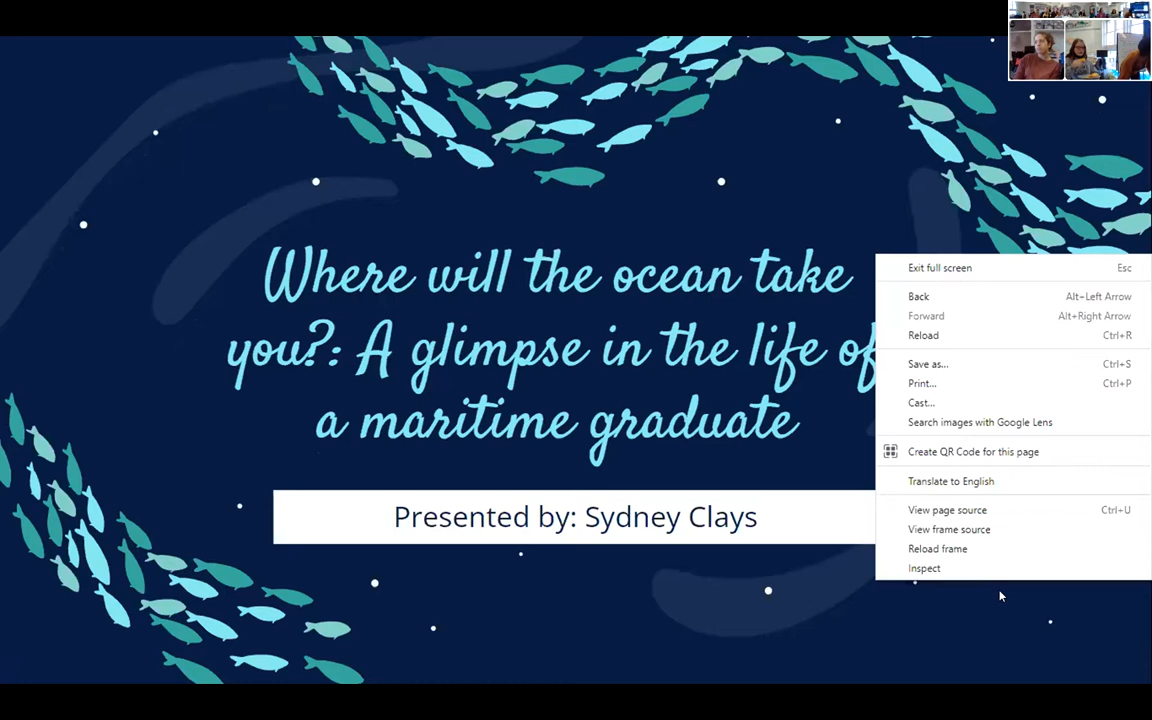 Where will the ocean take
you?: A glimpse in the life of
a maritime graduate
Presented by: Sydney Clays
Exit full screen Esc
Back Alt+Left Arrow
Forward Alt+Right Arrow
Reload Ctrl+R
Save as... Ctrl+S
Print... Ctrl+P
Cast...
Search images with Google Lens
Create QR Code for this page
Translate to English
View page source Ctrl+U
View frame source
Reload frame
Inspect